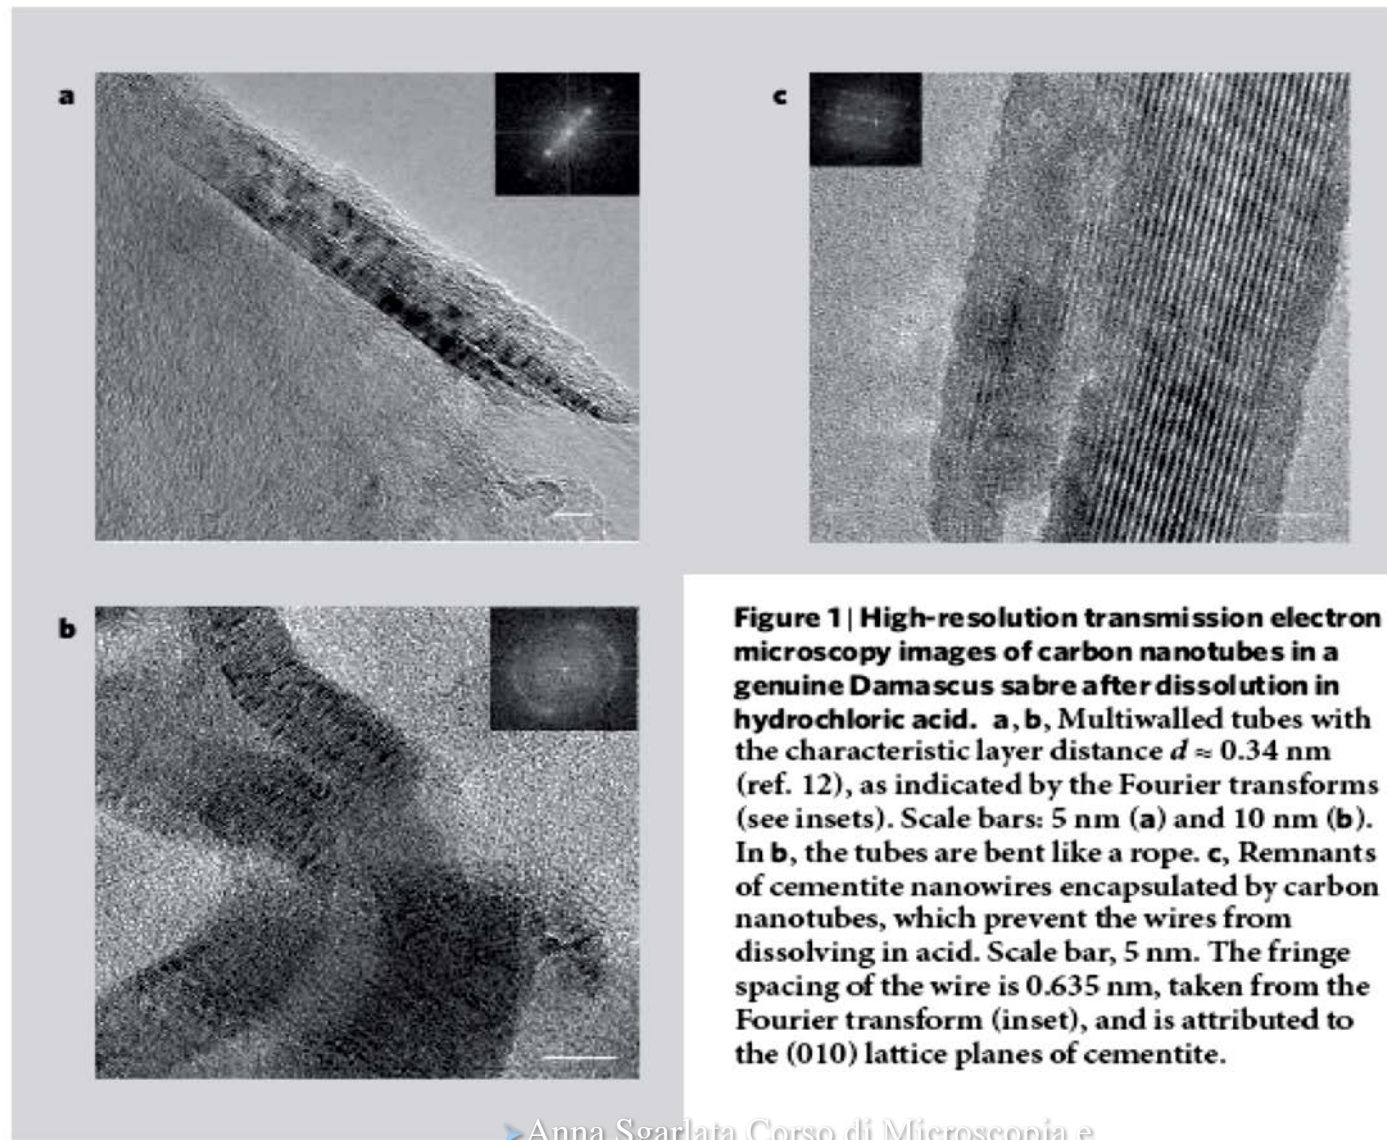 a
c
b
Figure 1 | High-resolution transmission electron
microscopy images of carbon nanotubes in a
genuine Damascus sabre after dissolution in
hydrochloric acid. a, b, Multiwalled tubes with
the characteristic layer distance d ≈ 0.34 nm
(ref. 12), as indicated by the Fourier transforms
(see insets). Scale bars: 5 nm (a) and 10 nm (b).
In b, the tubes are bent like a rope. c, Remnants
of cementite nanowires encapsulated by carbon
nanotubes, which prevent the wires from
dissolving in acid. Scale bar, 5 nm. The fringe
spacing of the wire is 0.635 nm, taken from the
Fourier transform (inset), and is attributed to
the (010) lattice planes of cementite.
➤Anna Sgarlata Corso di Microscopia e